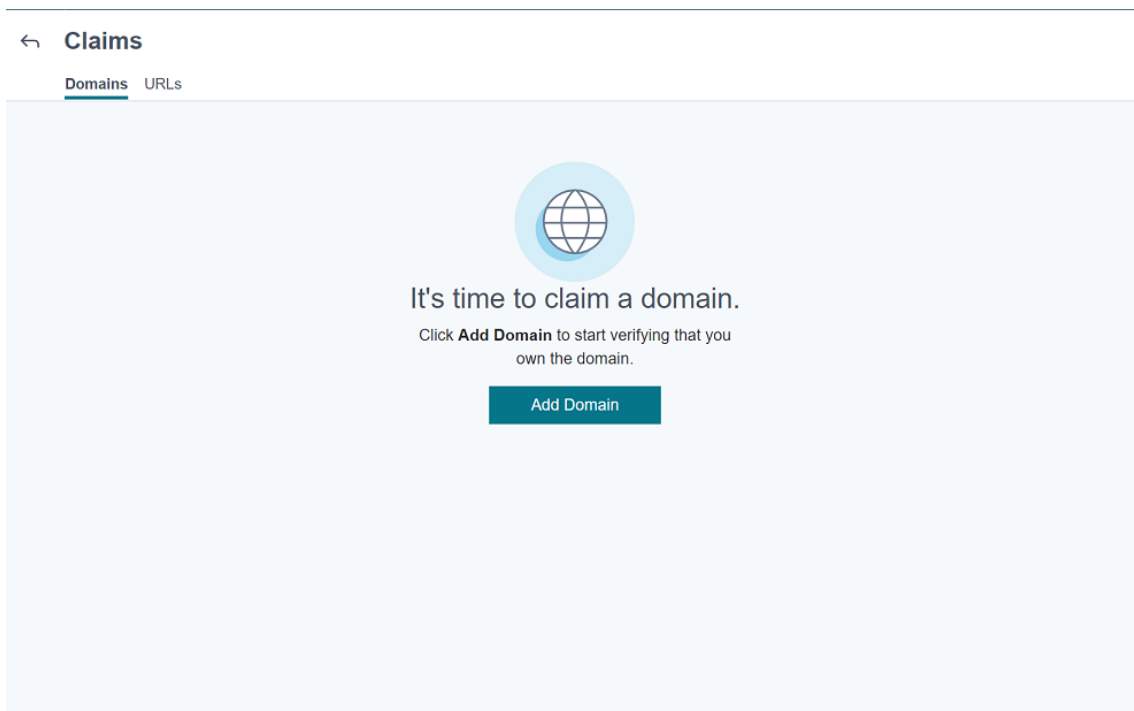 Claims
Domains URLs
It's time to claim a domain.
Click Add Domain to start verifying that you
own the domain.
Add Domain